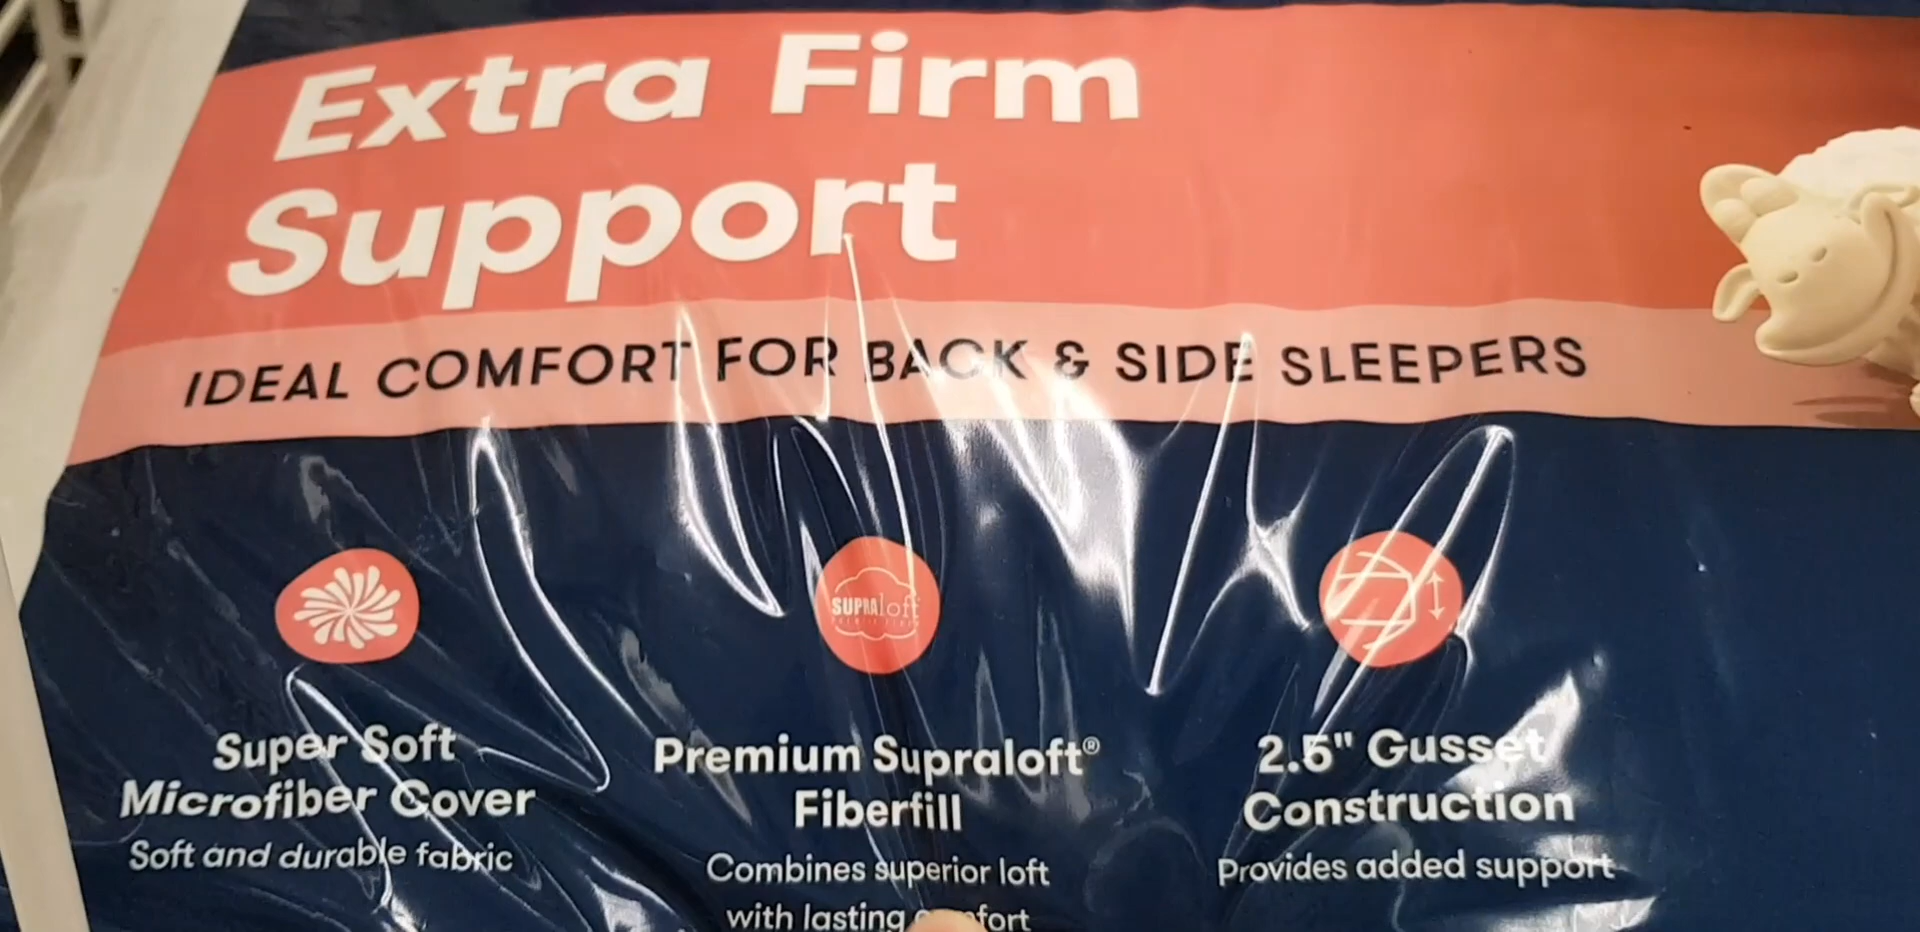 Extra Firm
Support
IDEAL COMFORT FOR BACK & SIDE SLEEPERS
SUPRAloft
Super Soft
Microfiber Cover
Soft and durable fabric
Premium Supraloft®
Fiberfill
Combines superior loft
with lasting
2.5" Gusset
Construction
Provides added support